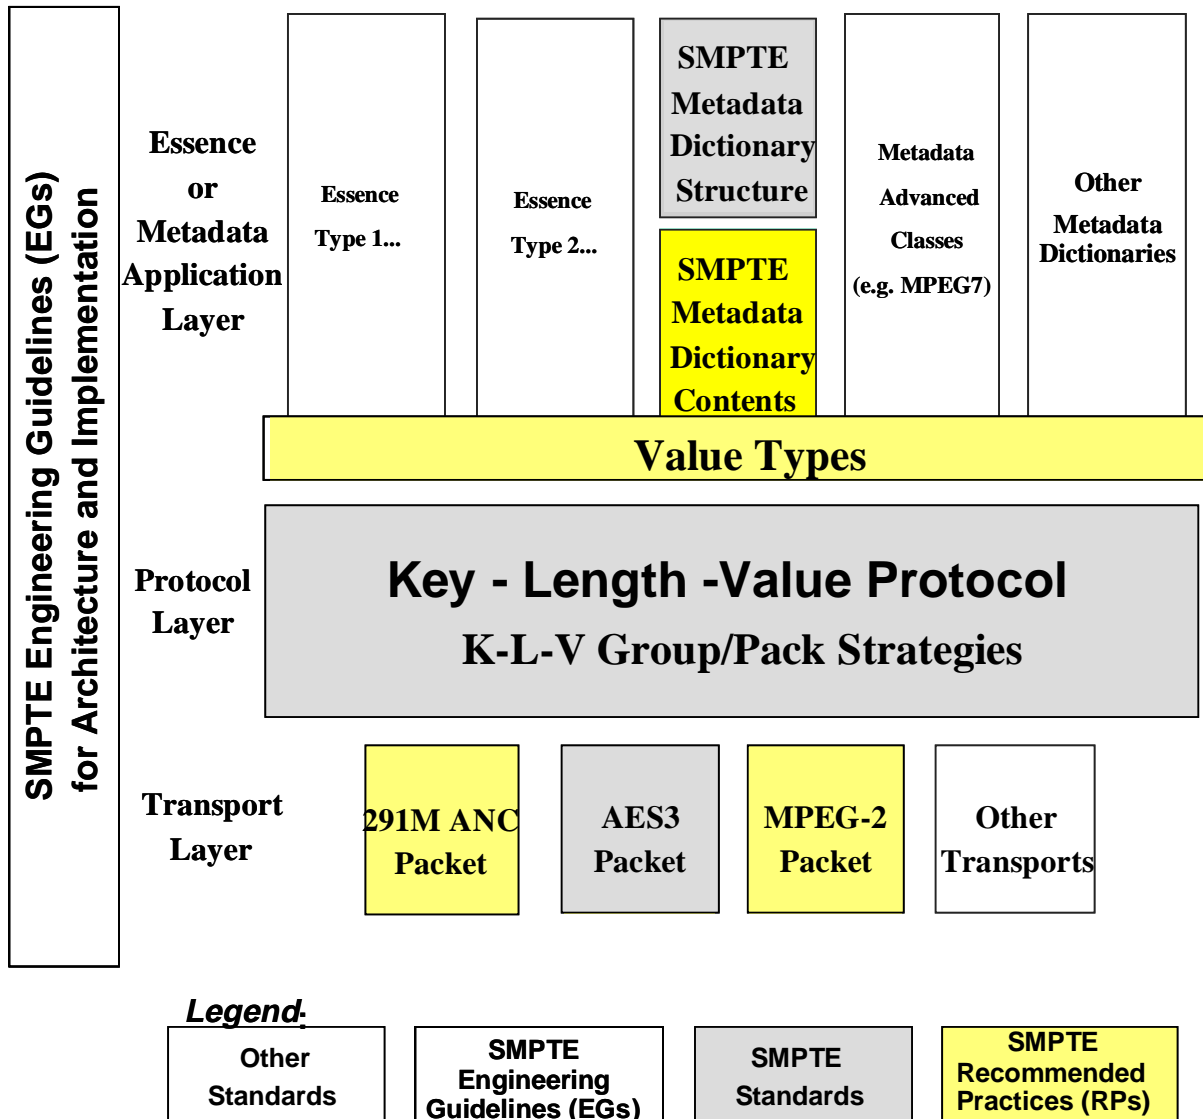 SMPTE Engineering Guidelines (EGs)
for Architecture and Implementation
Essence
or
Metadata
Application
Layer
Essence
Type 1...
Essence
Type 2...
SMPTE
Metadata
Dictionary
Structure
SMPTE
Metadata
Dictionary
Contents
Metadata
Advanced
Classes
(e.g. MPEG7)
Other
Metadata
Dictionaries
Value Types
Protocol
Layer
Key - Length -Value Protocol
K-L-V Group/Pack Strategies
Transport
Layer
291M ANC
Packet
AES3
Packet
MPEG-2
Packet
Other
Transports
Legend:
Other
Standards
SMPTE
Engineering
Guidelines (EGs)
SMPTE
Standards
SMPTE
Recommended
Practices (RPs)